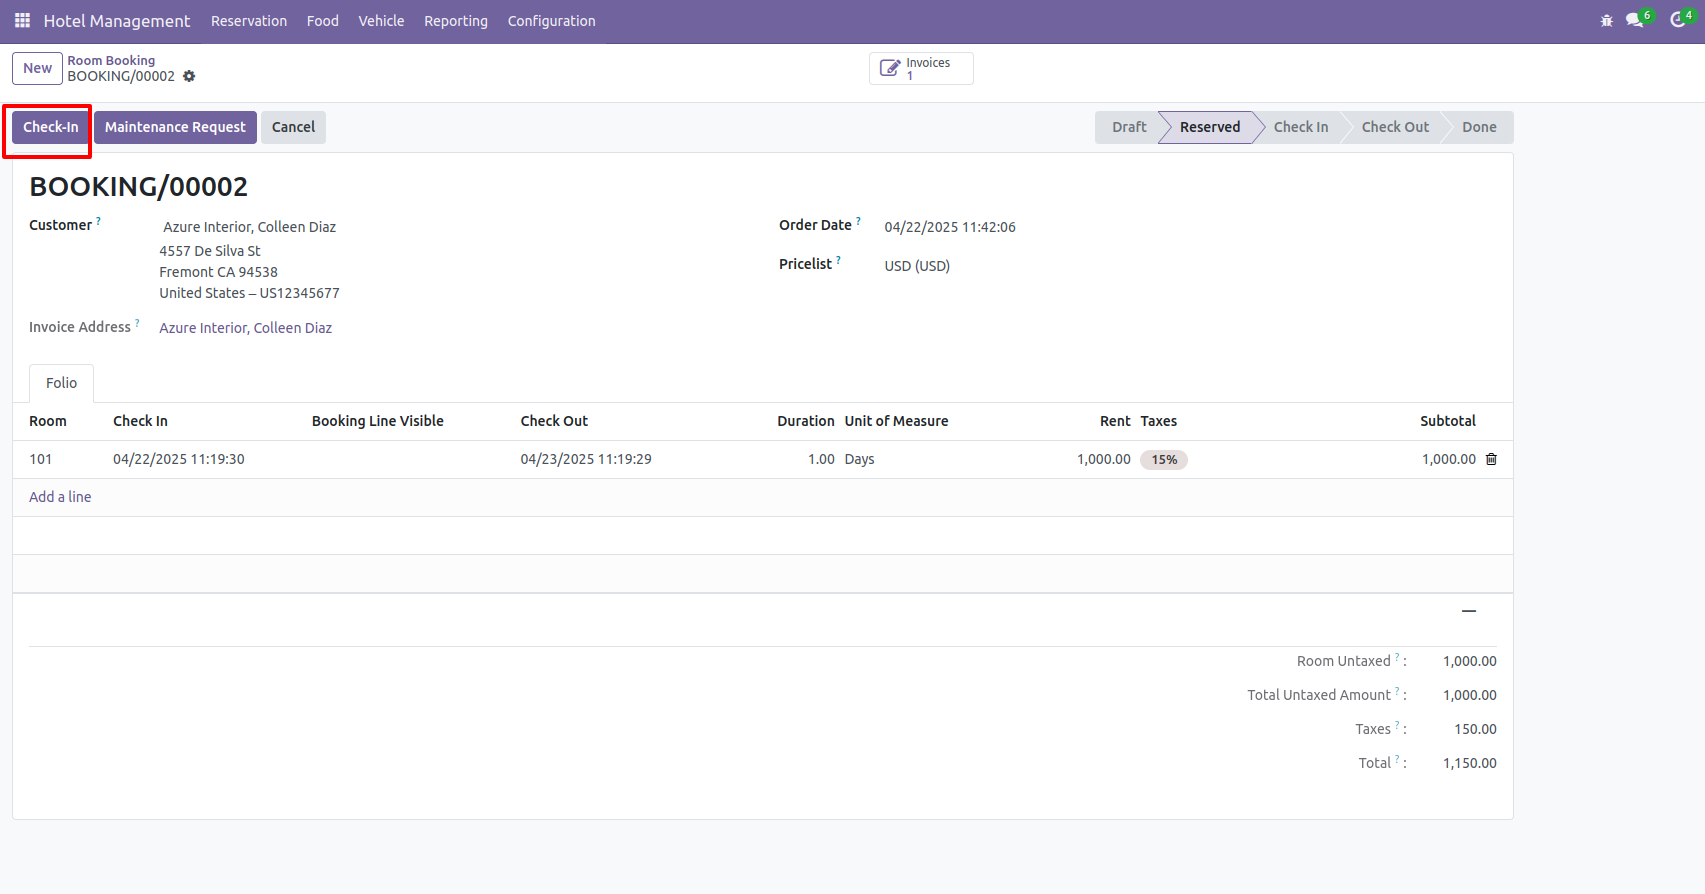 Hotel Management Reservation Food Vehicle Reporting Configuration 6 4
New Room Booking
BOOKING/00002
Invoices
1
Check-In Maintenance Request Cancel Draft Reserved Check In Check Out Done
BOOKING/00002
Customer ? Azure Interior, Colleen Diaz
4557 De Silva St
Fremont CA 94538
United States – US12345677
Invoice Address ? Azure Interior, Colleen Diaz
Order Date ? 04/22/2025 11:42:06
Pricelist ? USD (USD)
Folio
Room Check In Booking Line Visible Check Out Duration Unit of Measure Rent Taxes Subtotal
101 04/22/2025 11:19:30 04/23/2025 11:19:29 1.00 Days 1,000.00 15% 1,000.00
Add a line
Room Untaxed ? : 1,000.00
Total Untaxed Amount ? : 1,000.00
Taxes ? : 150.00
Total ? : 1,150.00